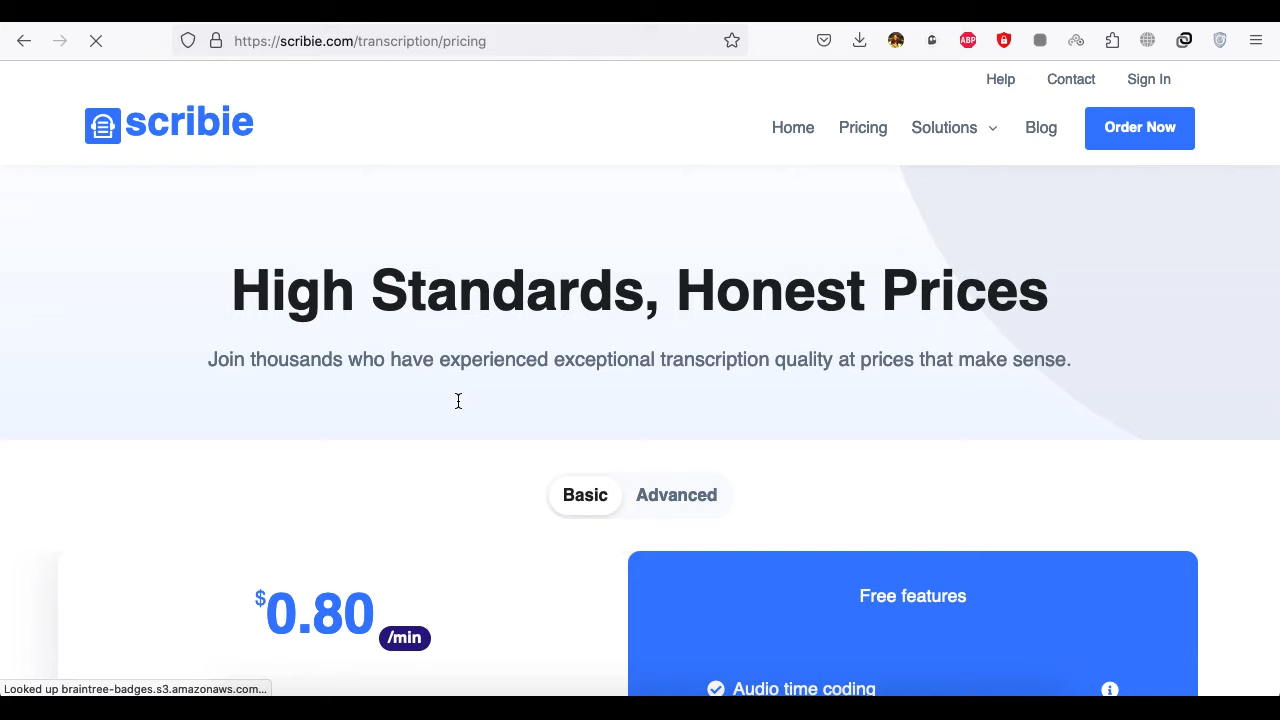 https://scribie.com/transcription/pricing
ABP
Help Contact Sign In
scribie
Home Pricing Solutions Blog Order Now
High Standards, Honest Prices
Join thousands who have experienced exceptional transcription quality at prices that make sense.
Basic Advanced
$0.80 /min
Free features
Audio time coding
Looked up braintree-badges.s3.amazonaws.com...